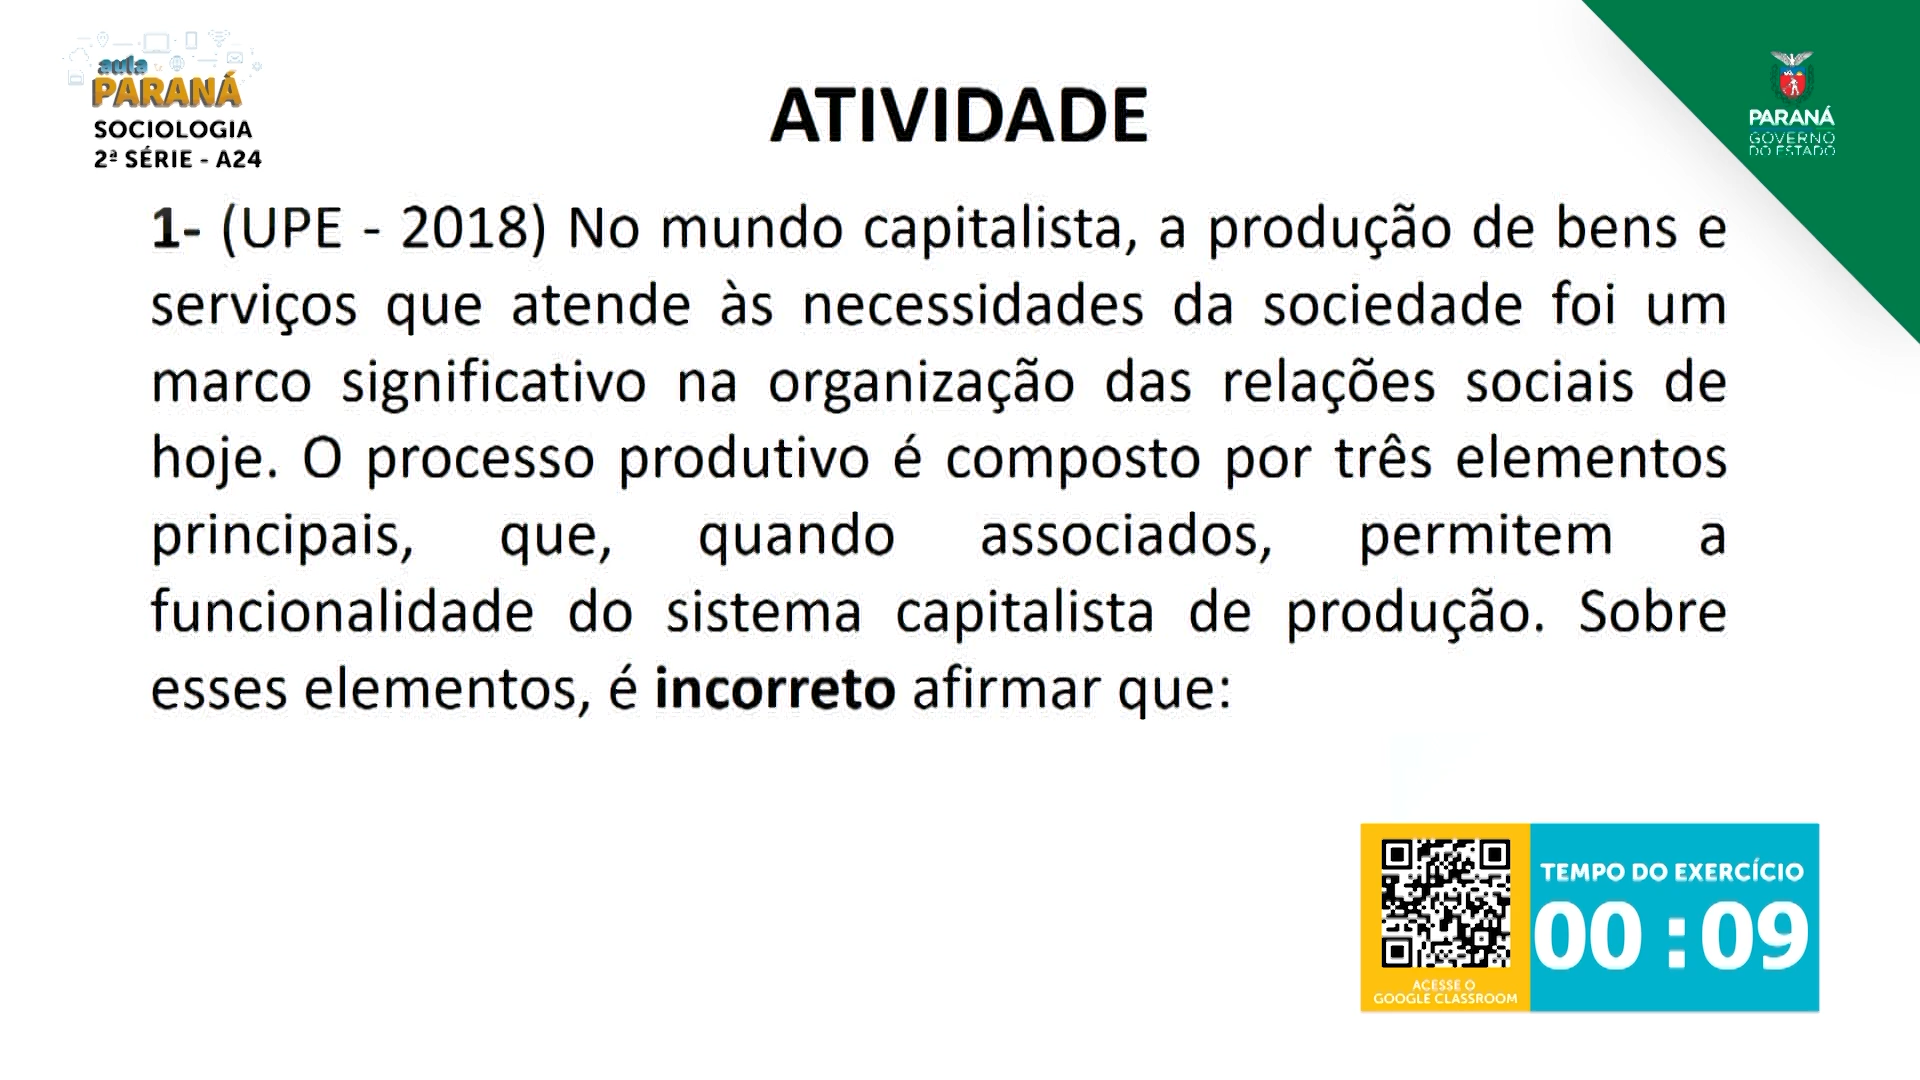 aula
PARANÁ
SOCIOLOGIA
2ª SÉRIE - A24
PARANÁ
GOVERNO
DO ESTADO
ATIVIDADE
1- (UPE - 2018) No mundo capitalista, a produção de bens e
serviços que atende às necessidades da sociedade foi um
marco significativo na organização das relações sociais de
hoje. O processo produtivo é composto por três elementos
principais, que, quando associados, permitem a
funcionalidade do sistema capitalista de produção. Sobre
esses elementos, é incorreto afirmar que:
TEMPO DO EXERCÍCIO
00 : 09
ACESSE O
GOOGLE CLASSROOM